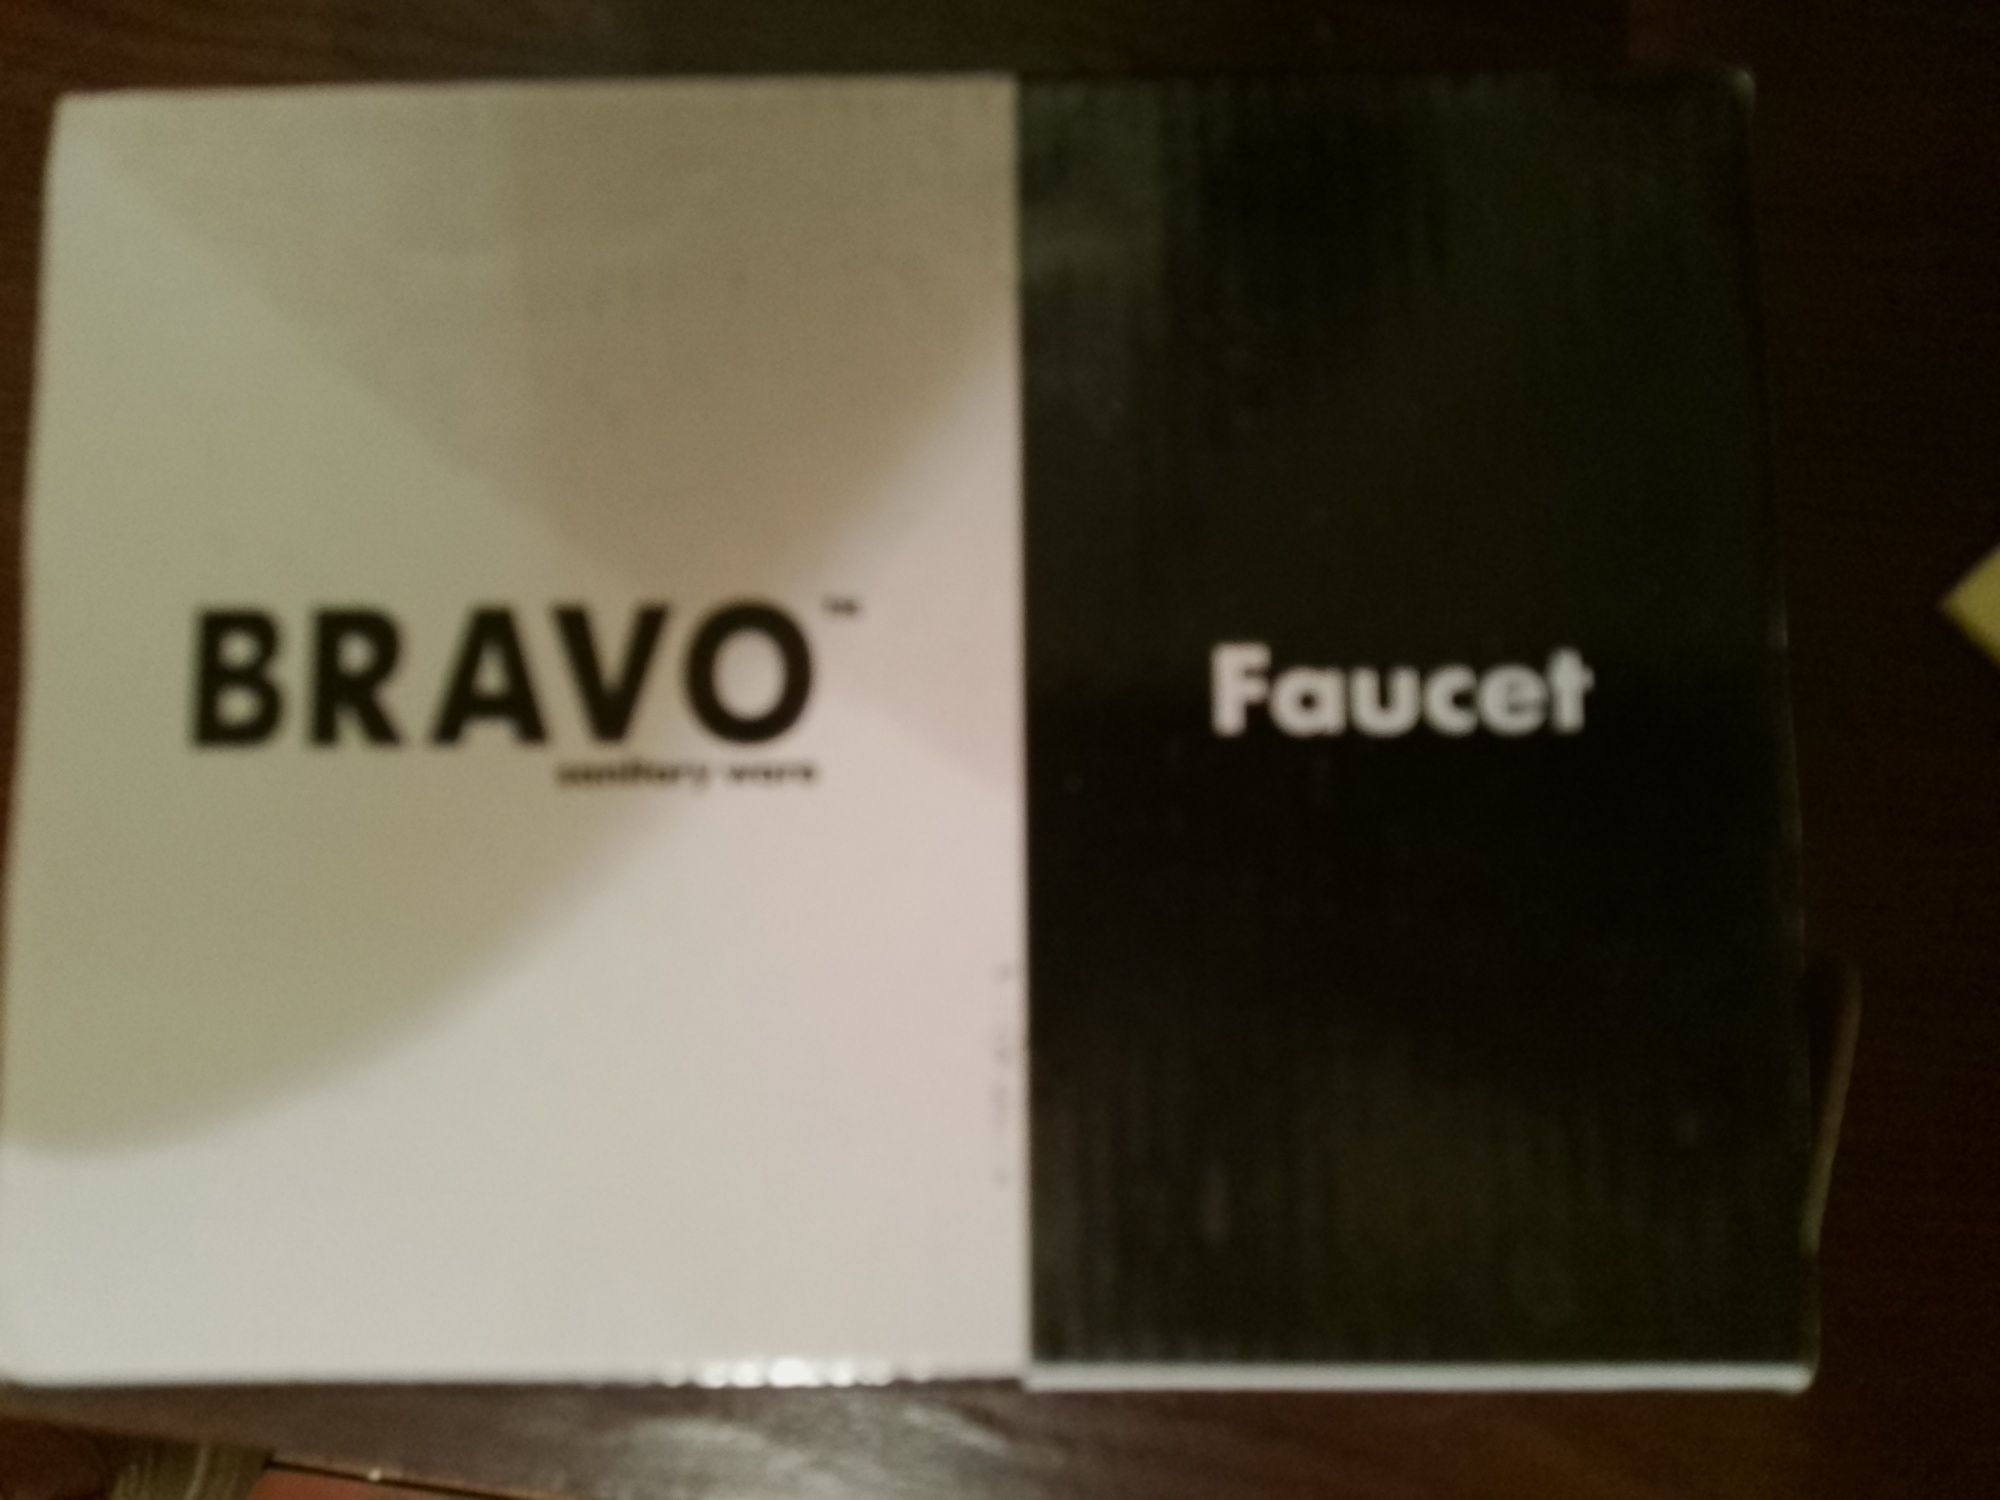 BRAVO™
sanitary ware
Faucet